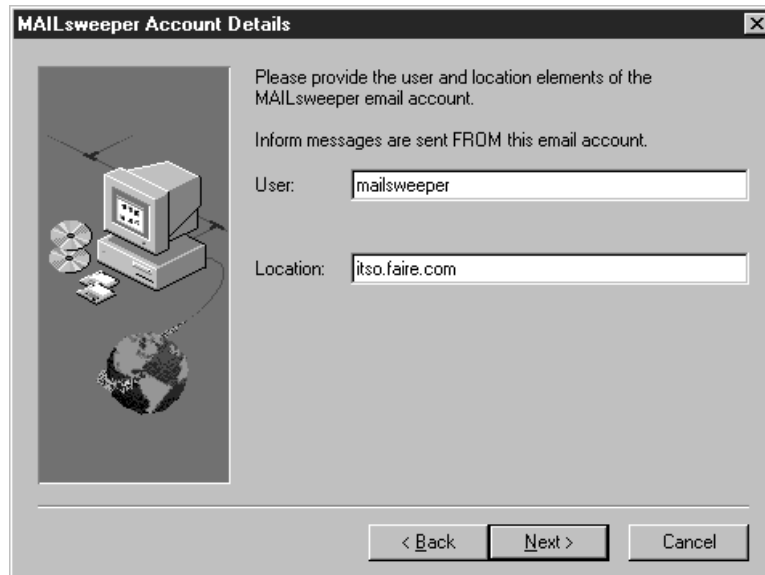 MAILsweeper Account Details
Please provide the user and location elements of the
MAILsweeper email account.
Inform messages are sent FROM this email account.
User: mailsweeper
Location: itso.faire.com
< Back Next > Cancel